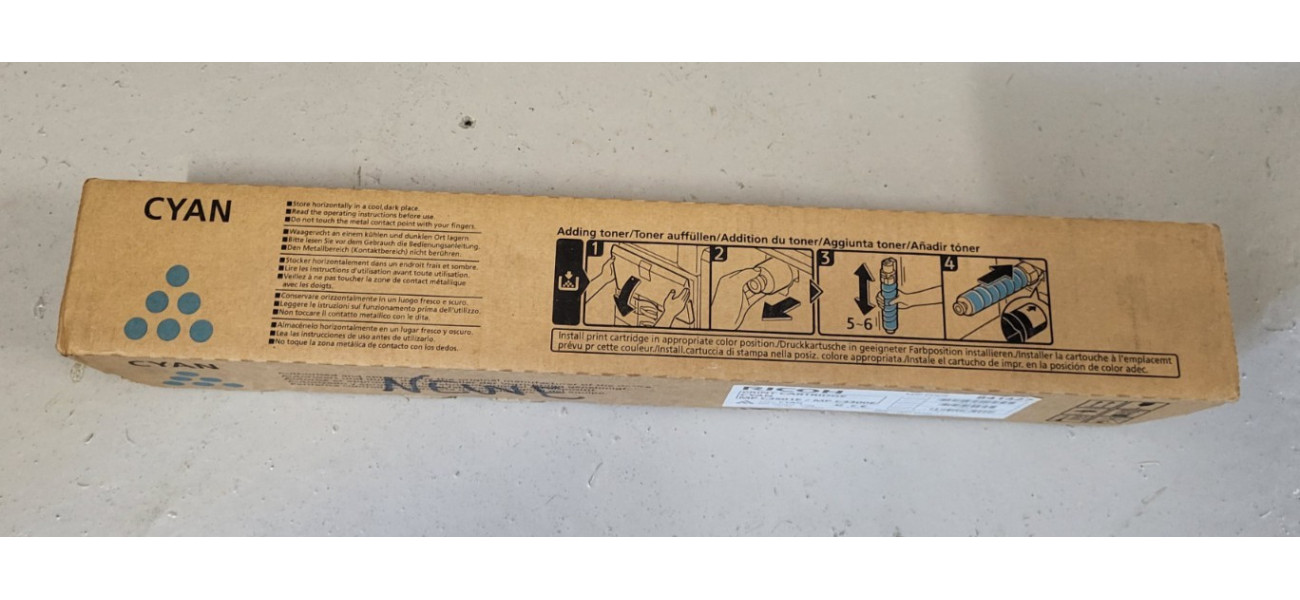 CYAN
■Store horizontally in a cool,dark place.
■Read the operating instructions before use.
■Do not touch the metal contact point with your fingers.
■Waagerecht an einem kühlen und dunklen Ort lagern.
■Bitte lesen Sie vor dem Gebrauch die Bedienungsanleitung.
■Den Metallbereich (Kontaktbereich) nicht berühren.
■Stocker horizontalement dans un endroit frais et sombre.
■Lire les instructions d'utilisation avant toute utilisation.
■Veillez à ne pas toucher la zone de contact métallique
avec les doigts.
■Conservare orizzontalmente in un luogo fresco e scuro.
■Leggere le istruzioni sul funzionamento prima dell'utilizzo.
■Non toccare il contatto metallico con le dita.
■Almacénelo horizontalmente en un lugar fresco y oscuro.
■Lea las instrucciones de uso antes de utilizarlo.
■No toque la zona metálica de contacto con los dedos.
Adding toner/Toner auffüllen/Addition du toner/Aggiunta toner/Añadir tóner
1
2
3
4
5-6
Install print cartridge in appropriate color position./Druckkartusche in geeigneter Farbposition installieren./Installer la cartouche à l'emplacemt
prévu pr cette couleur./Install.cartuccia di stampa nella posiz. colore appropriata./Instale el cartucho de impr. en la posición de color adec.
CYAN
RICOH